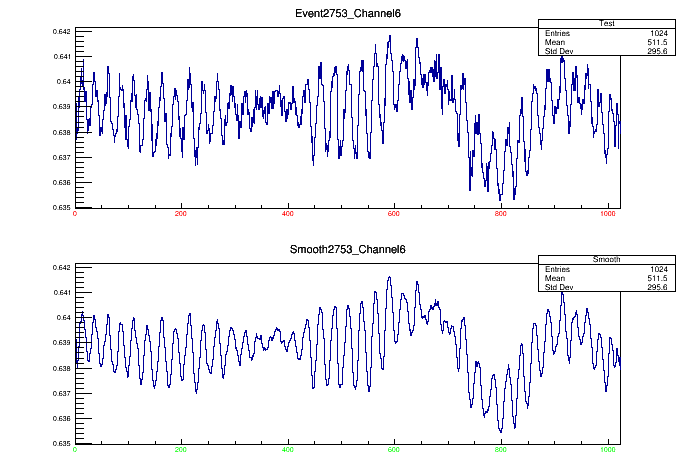 Event2753_Channel6
Test
Entries 1024
Mean 511.5
Std Dev 295.6
0.642
0.641
0.64
0.639
0.638
0.637
0.636
0.635
0 200 400 600 800 1000
Smooth2753_Channel6
Smooth
Entries 1024
Mean 511.5
Std Dev 295.6
0.642
0.641
0.64
0.639
0.638
0.637
0.636
0.635
0 200 400 600 800 1000